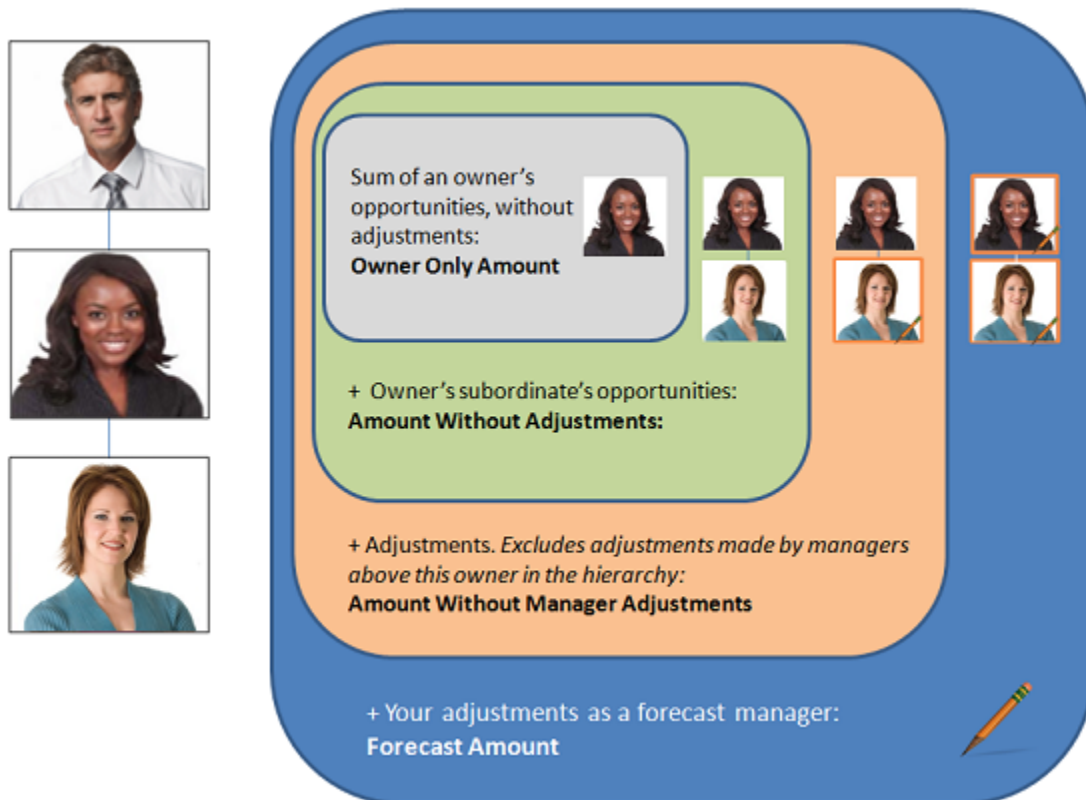 Sum of an owner's
opportunities, without
adjustments:
Owner Only Amount
+ Owner's subordinate's opportunities:
Amount Without Adjustments:
+ Adjustments. Excludes adjustments made by managers
above this owner in the hierarchy:
Amount Without Manager Adjustments
+ Your adjustments as a forecast manager:
Forecast Amount